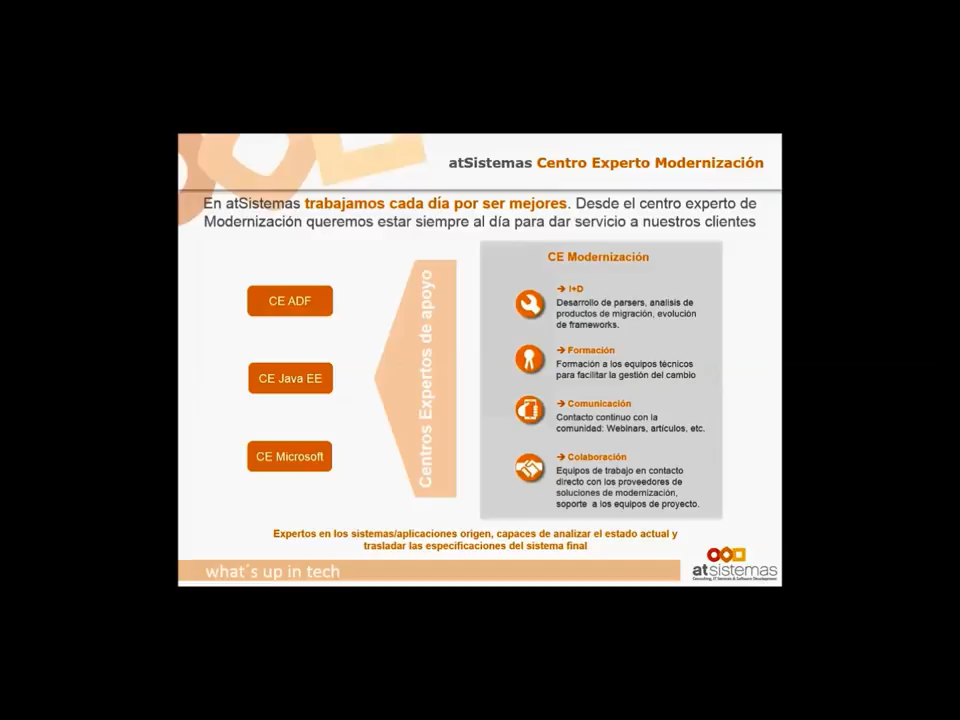 atSistemas Centro Experto Modernización
En atSistemas trabajamos cada día por ser mejores. Desde el centro experto de
Modernización queremos estar siempre al día para dar servicio a nuestros clientes
CE ADF
CE Java EE
CE Microsoft
Centros Expertos de apoyo
CE Modernización
➔ I+D
Desarrollo de parsers, analisis de
productos de migración, evolución
de frameworks.
➔ Formación
Formación a los equipos técnicos
para facilitar la gestión del cambio
➔ Comunicación
Contacto continuo con la
comunidad: Webinars, artículos, etc.
➔ Colaboración
Equipos de trabajo en contacto
directo con los proveedores de
soluciones de modernización,
soporte a los equipos de proyecto.
Expertos en los sistemas/aplicaciones origen, capaces de analizar el estado actual y
trasladar las especificaciones del sistema final
what´s up in tech
atsistemas
Consulting, IT Services & Software Development